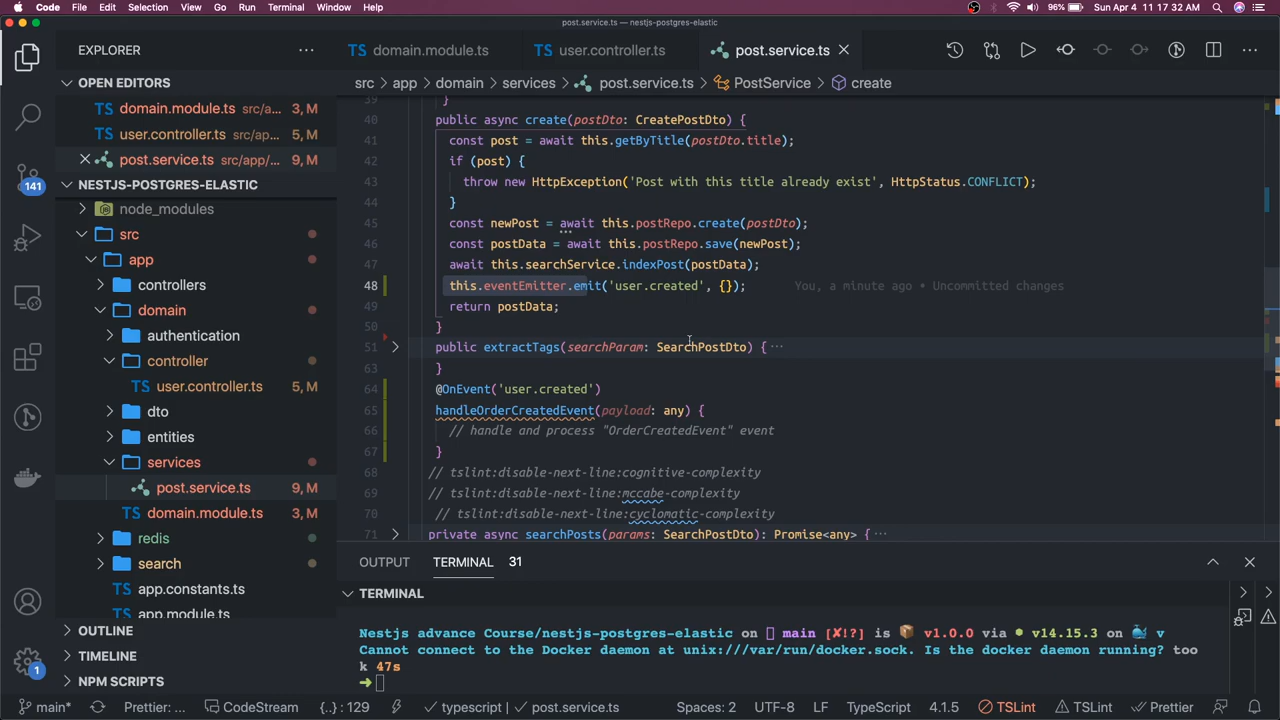 Code File Edit Selection View Go Run Terminal Window Help 96% Sun Apr 4 11 17 32 AM
post.service.ts — nestjs-postgres-elastic
EXPLORER
domain.module.ts
user.controller.ts
post.service.ts
OPEN EDITORS
TS domain.module.ts src/a... 3, M
TS user.controller.ts src/ap... 5, M
post.service.ts src/app/... 9, M
NESTJS-POSTGRES-ELASTIC
node_modules
src
app
controllers
domain
authentication
controller
TS user.controller.ts 5, M
dto
entities
services
post.service.ts 9, M
TS domain.module.ts 3, M
redis
search
TS app.constants.ts
TS app.module.ts
OUTLINE
TIMELINE
NPM SCRIPTS
141
1
TS domain.module.ts TS user.controller.ts post.service.ts
src > app > domain > services > post.service.ts > PostService > create
39 }
40 public async create(postDto: CreatePostDto) {
41 const post = await this.getByTitle(postDto.title);
42 if (post) {
43 throw new HttpException('Post with this title already exist', HttpStatus.CONFLICT);
44 }
45 const newPost = await this.postRepo.create(postDto);
46 const postData = await this.postRepo.save(newPost);
47 await this.searchService.indexPost(postData);
48 this.eventEmitter.emit('user.created', {}); You, a minute ago • Uncommitted changes
49 return postData;
50 }
51 public extractTags(searchParam: SearchPostDto) { ...
63 }
64 @OnEvent('user.created')
65 handleOrderCreatedEvent(payload: any) {
66 // handle and process "OrderCreatedEvent" event
67 }
68 // tslint:disable-next-line:cognitive-complexity
69 // tslint:disable-next-line:mccabe-complexity
70 // tslint:disable-next-line:cyclomatic-complexity
71 private async searchPosts(params: SearchPostDto): Promise<any> { ...
OUTPUT TERMINAL 31
TERMINAL
Nestjs advance Course/nestjs-postgres-elastic on main [✘!?] is 📦 v1.0.0 via v14.15.3 on 🐳 v
Cannot connect to the Docker daemon at unix:///var/run/docker.sock. Is the docker daemon running? too
k 47s
➜
main* Prettier: ... CodeStream {..} : 129 typescript | ✓ post.service.ts Spaces: 2 UTF-8 LF TypeScript 4.1.5 TSLint TSLint Prettier